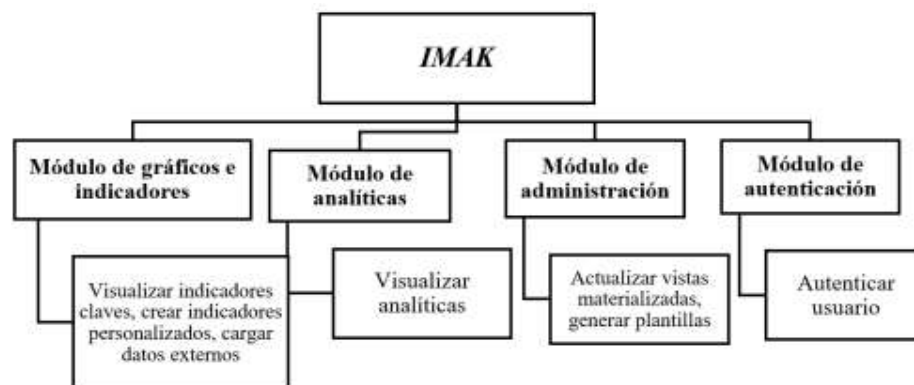 IMAK
Módulo de gráficos e
indicadores
Módulo de
analíticas
Módulo de
administración
Módulo de
autenticación
Visualizar indicadores
claves, crear indicadores
personalizados, cargar
datos externos
Visualizar
analíticas
Actualizar vistas
materializadas,
generar plantillas
Autenticar
usuario